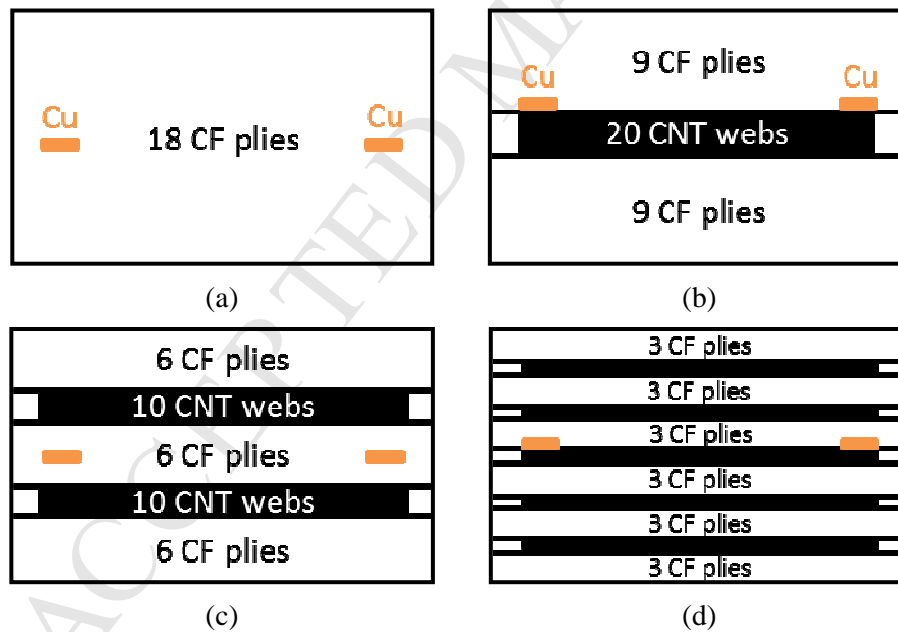 Cu
Cu
18 CF plies
(a)
9 CF plies
Cu
Cu
20 CNT webs
9 CF plies
(b)
6 CF plies
10 CNT webs
6 CF plies
10 CNT webs
6 CF plies
(c)
3 CF plies
3 CF plies
3 CF plies
3 CF plies
3 CF plies
3 CF plies
(d)
ACCEPTED MA